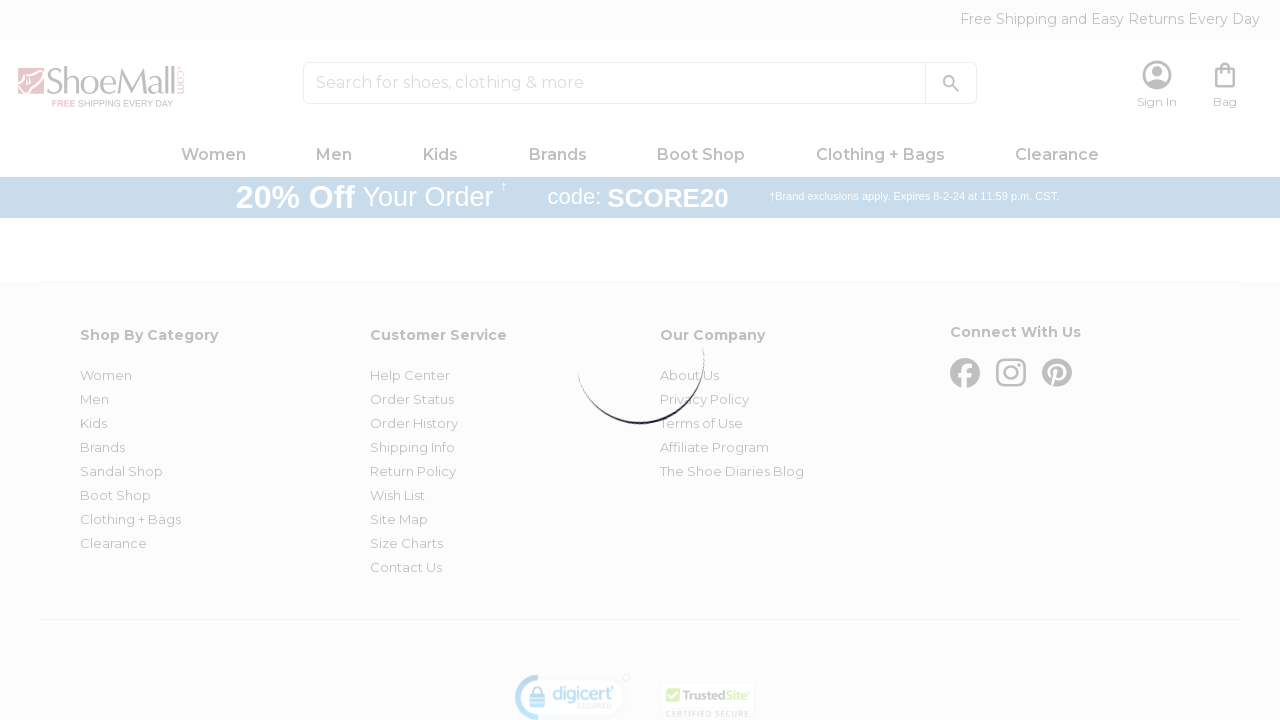 Free Shipping and Easy Returns Every Day
ShoeMall.com
FREE SHIPPING EVERY DAY
Search for shoes, clothing & more
Sign In
Bag
Women Men Kids Brands Boot Shop Clothing + Bags Clearance
20% Off Your Order † code: SCORE20 †Brand exclusions apply. Expires 8-2-24 at 11:59 p.m. CST.
Shop By Category
Women
Men
Kids
Brands
Sandal Shop
Boot Shop
Clothing + Bags
Clearance
Customer Service
Help Center
Order Status
Order History
Shipping Info
Return Policy
Wish List
Site Map
Size Charts
Contact Us
Our Company
About Us
Privacy Policy
Terms of Use
Affiliate Program
The Shoe Diaries Blog
Connect With Us
digicert
SECURED
TrustedSite
CERTIFIED SECURE